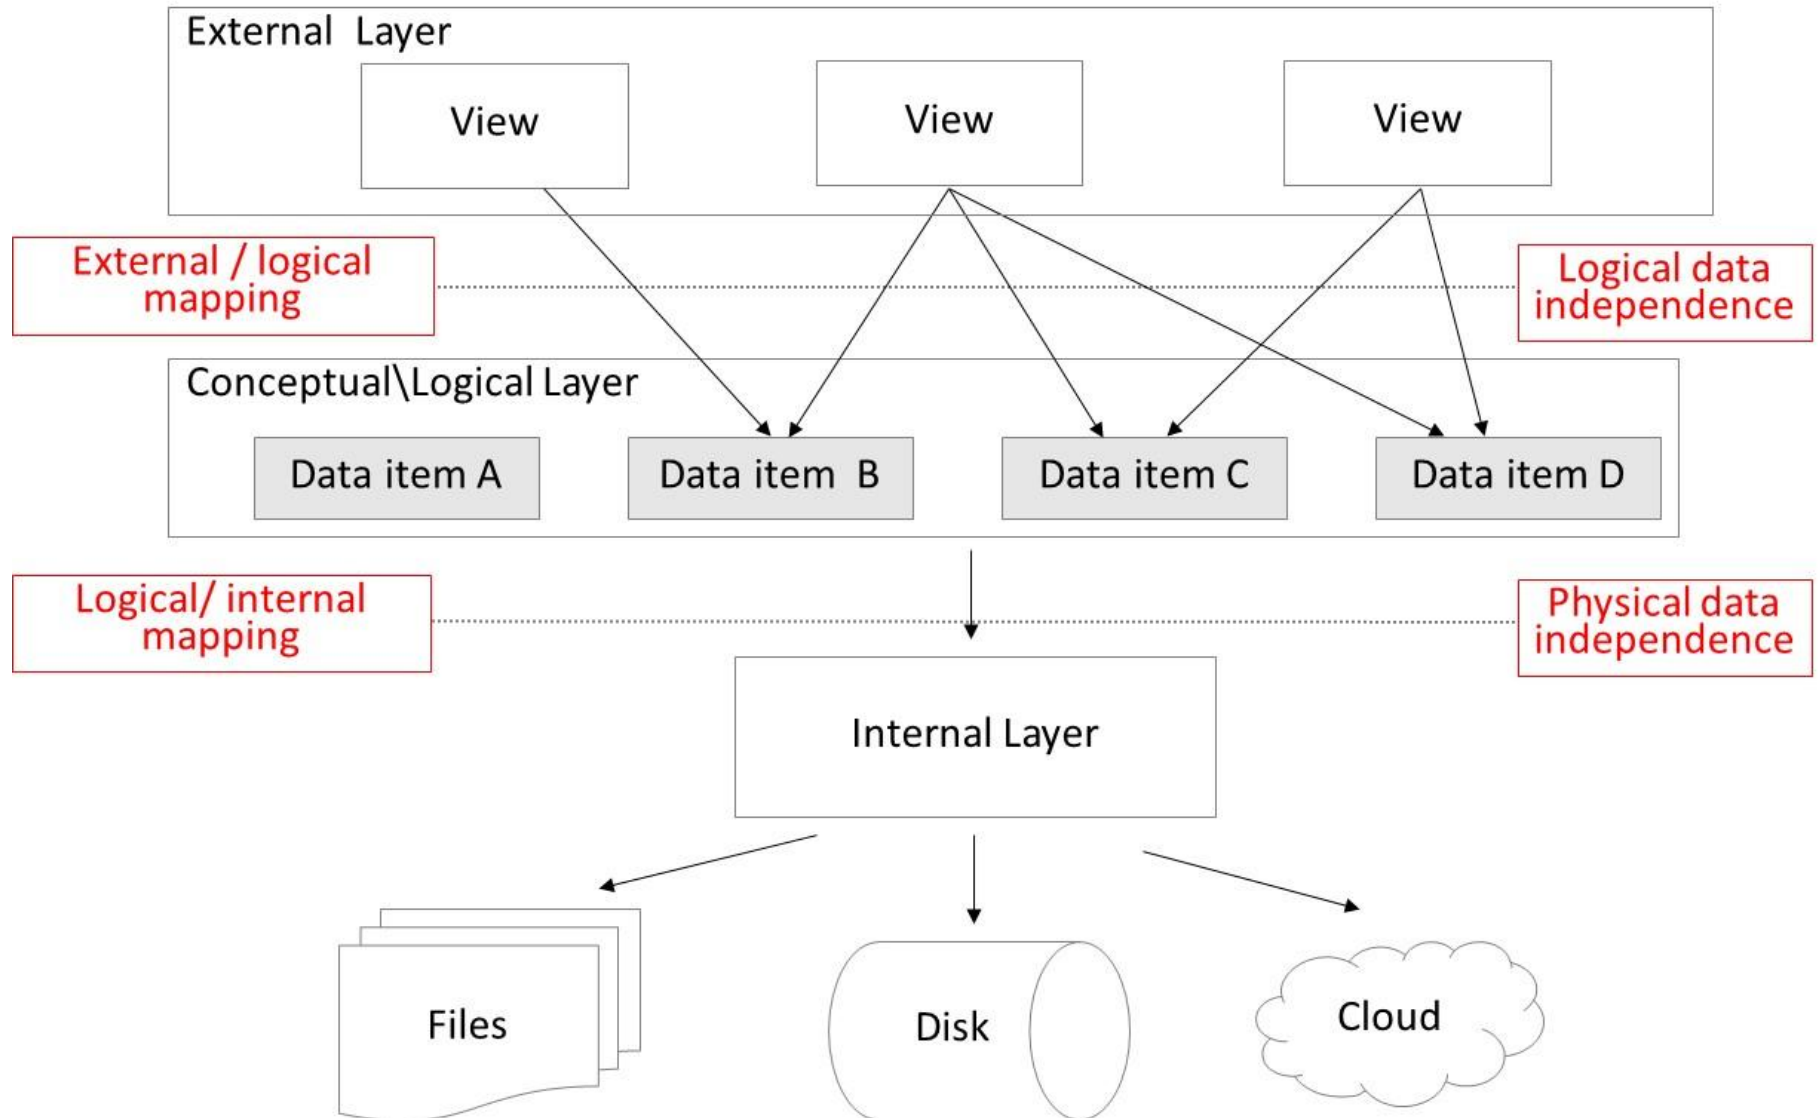 External Layer
View
View
View
External / logical
mapping
Logical data
independence
Conceptual\Logical Layer
Data item A
Data item B
Data item C
Data item D
Logical/ internal
mapping
Physical data
independence
Internal Layer
Files
Disk
Cloud